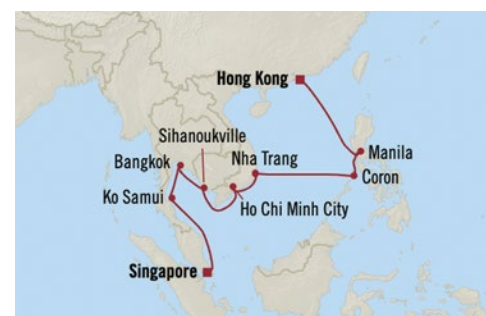 Hong Kong
Sihanoukville
Manila
Bangkok
Nha Trang
Coron
Ko Samui
Ho Chi Minh City
Singapore